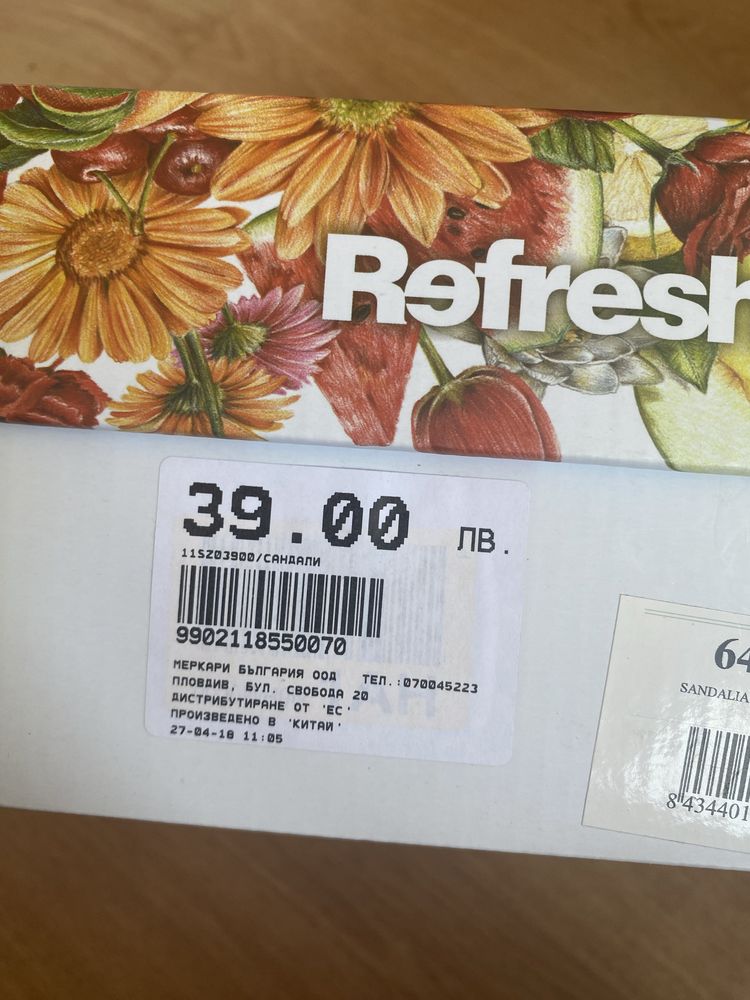 Refresh
39.00 ЛВ.
11SZ03900/САНДАЛИ
9902118550070
МЕРКАРИ БЪЛГАРИЯ ООД ТЕЛ.:070045223
ПЛОВДИВ, БУЛ. СВОБОДА 20
ДИСТРИБУТИРАНЕ ОТ 'ЕС'
ПРОИЗВЕДЕНО В 'КИТАЙ'
27-04-18 11:05
64
SANDALIA
8 434401